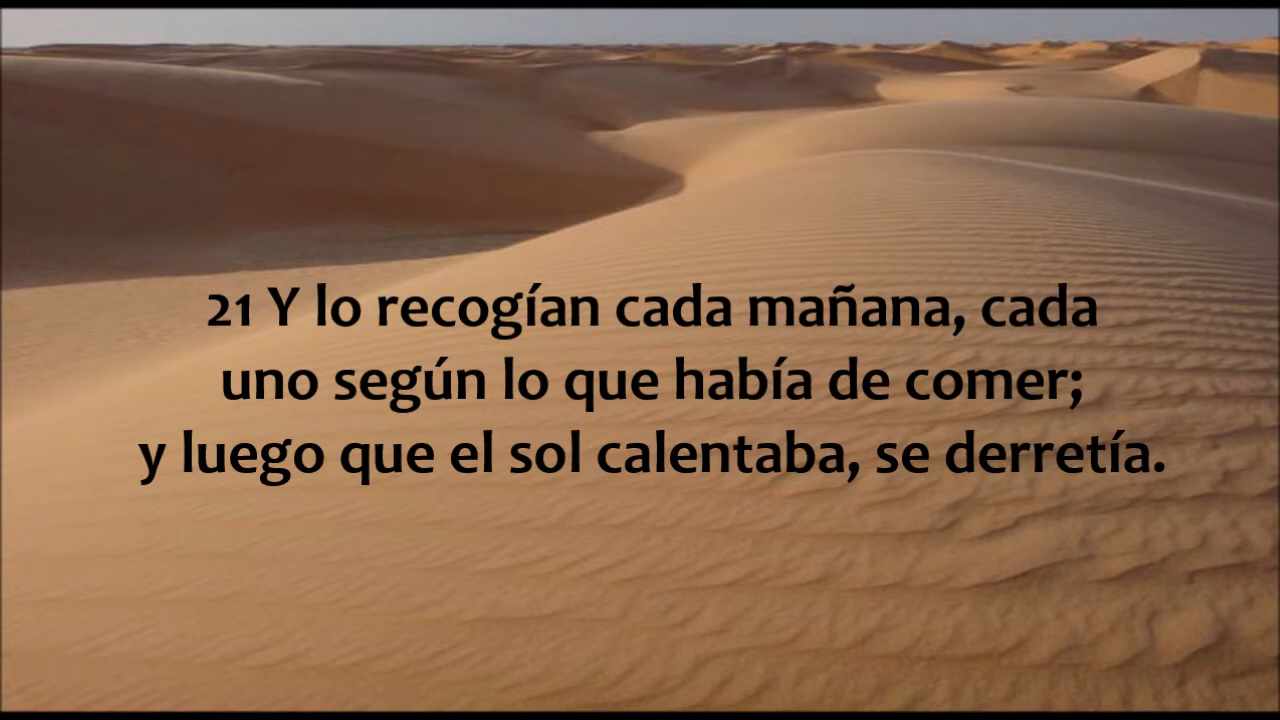 21 Y lo recogían cada mañana, cada
uno según lo que había de comer;
y luego que el sol calentaba, se derretía.